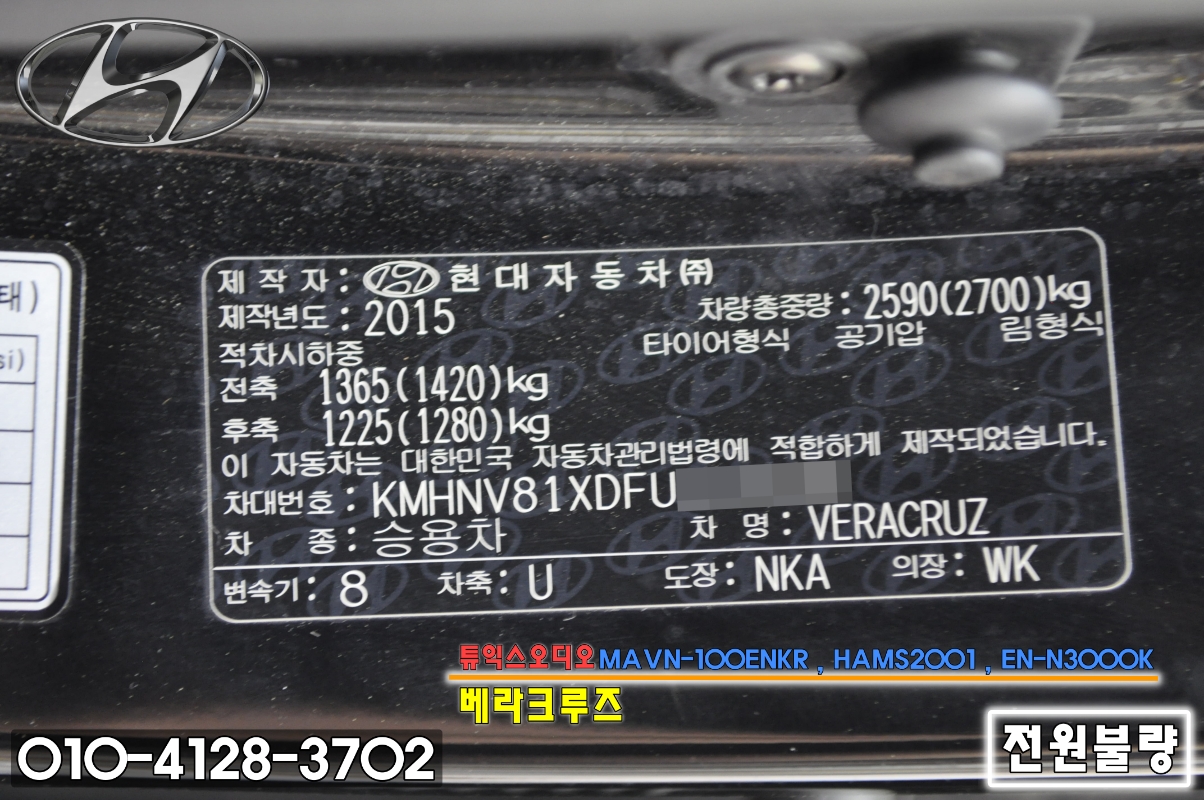 태)
si)
제 작 자 : 현 대 자 동 차 ㈜
제작년도 : 2015 차량총중량 : 2590(2700)kg
적차시하중 타이어형식 공기압 림형식
전축 1365(1420)kg
후축 1225(1280)kg
이 자동차는 대한민국 자동차관리법령에 적합하게 제작되었습니다.
차대번호 : KMHNV81XDFU
차 종 : 승용차 차 명 : VERACRUZ
변속기 : 8 차축 : U 도장 : NKA 의장 : WK
튜익스오디오MAVN-100ENKR , HAMS2001 , EN-N3000K
베라크루즈
010-4128-3702
전원불량